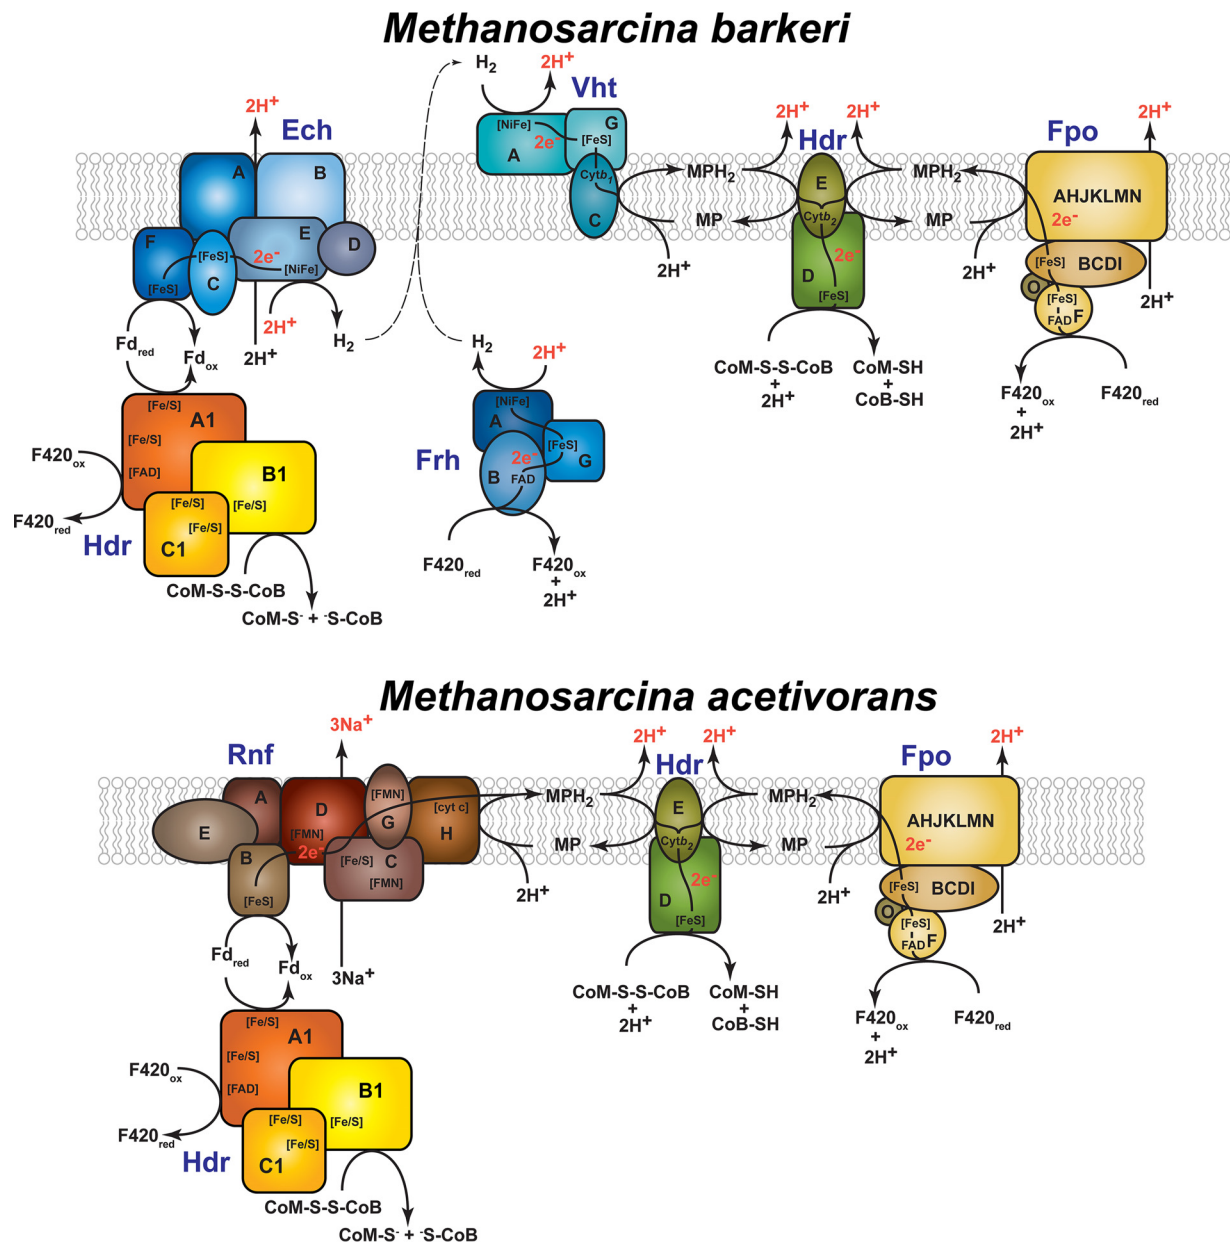 Methanosarcina barkeri
H2
2H+
Vht
2H+
Ech
[NiFe]
G
2e-
[FeS]
A
Cytb1
C
MPH2
MP
2H+
2H+
2H+
Hdr
E
Cytb2
2e-
D
[FeS]
CoM-S-S-CoB
+
2H+
CoM-SH
+
CoB-SH
MPH2
MP
2H+
Fpo
2H+
AHJKLMN
2e-
[FeS]
BCDI
O
[FeS]
FAD F
2H+
F420ox
+
2H+
F420red
A
B
F
E
D
[FeS]
2e-
[NiFe]
C
[FeS]
2H+
H2
Fdred
Fdox
2H+
[Fe/S]
A1
[Fe/S]
F420ox
[FAD]
B1
[Fe/S]
[Fe/S]
[Fe/S]
F420red
Hdr
C1
CoM-S-S-CoB
CoM-S- + -S-CoB
H2
2H+
[NiFe]
A
[FeS]
Frh
2e-
G
B
FAD
F420red
F420ox
+
2H+
Methanosarcina acetivorans
3Na+
Rnf
A
D
[FMN]
G
[cyt c]
H
E
[FMN]
2e-
B
[Fe/S]
C
[FMN]
[FeS]
Fdred
Fdox
3Na+
MPH2
MP
2H+
2H+
2H+
Hdr
E
Cytb2
2e-
D
[FeS]
CoM-S-S-CoB
+
2H+
CoM-SH
+
CoB-SH
MPH2
MP
2H+
Fpo
2H+
AHJKLMN
2e-
[FeS]
BCDI
O
[FeS]
FAD F
2H+
F420ox
+
2H+
F420red
[Fe/S]
A1
[Fe/S]
F420ox
[FAD]
B1
[Fe/S]
[Fe/S]
[Fe/S]
F420red
Hdr
C1
CoM-S-S-CoB
CoM-S- + -S-CoB